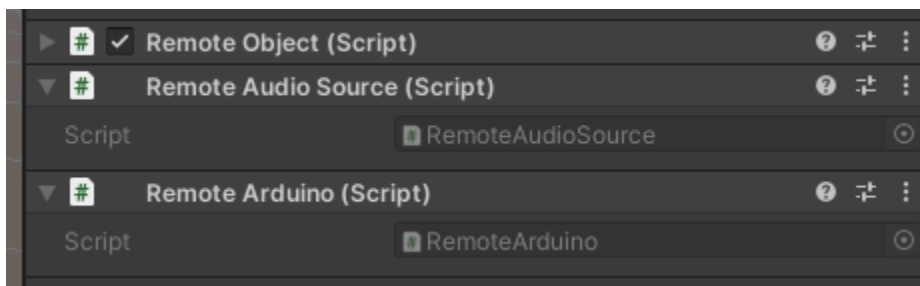 Remote Object (Script)
Remote Audio Source (Script)
Script RemoteAudioSource
Remote Arduino (Script)
Script RemoteArduino